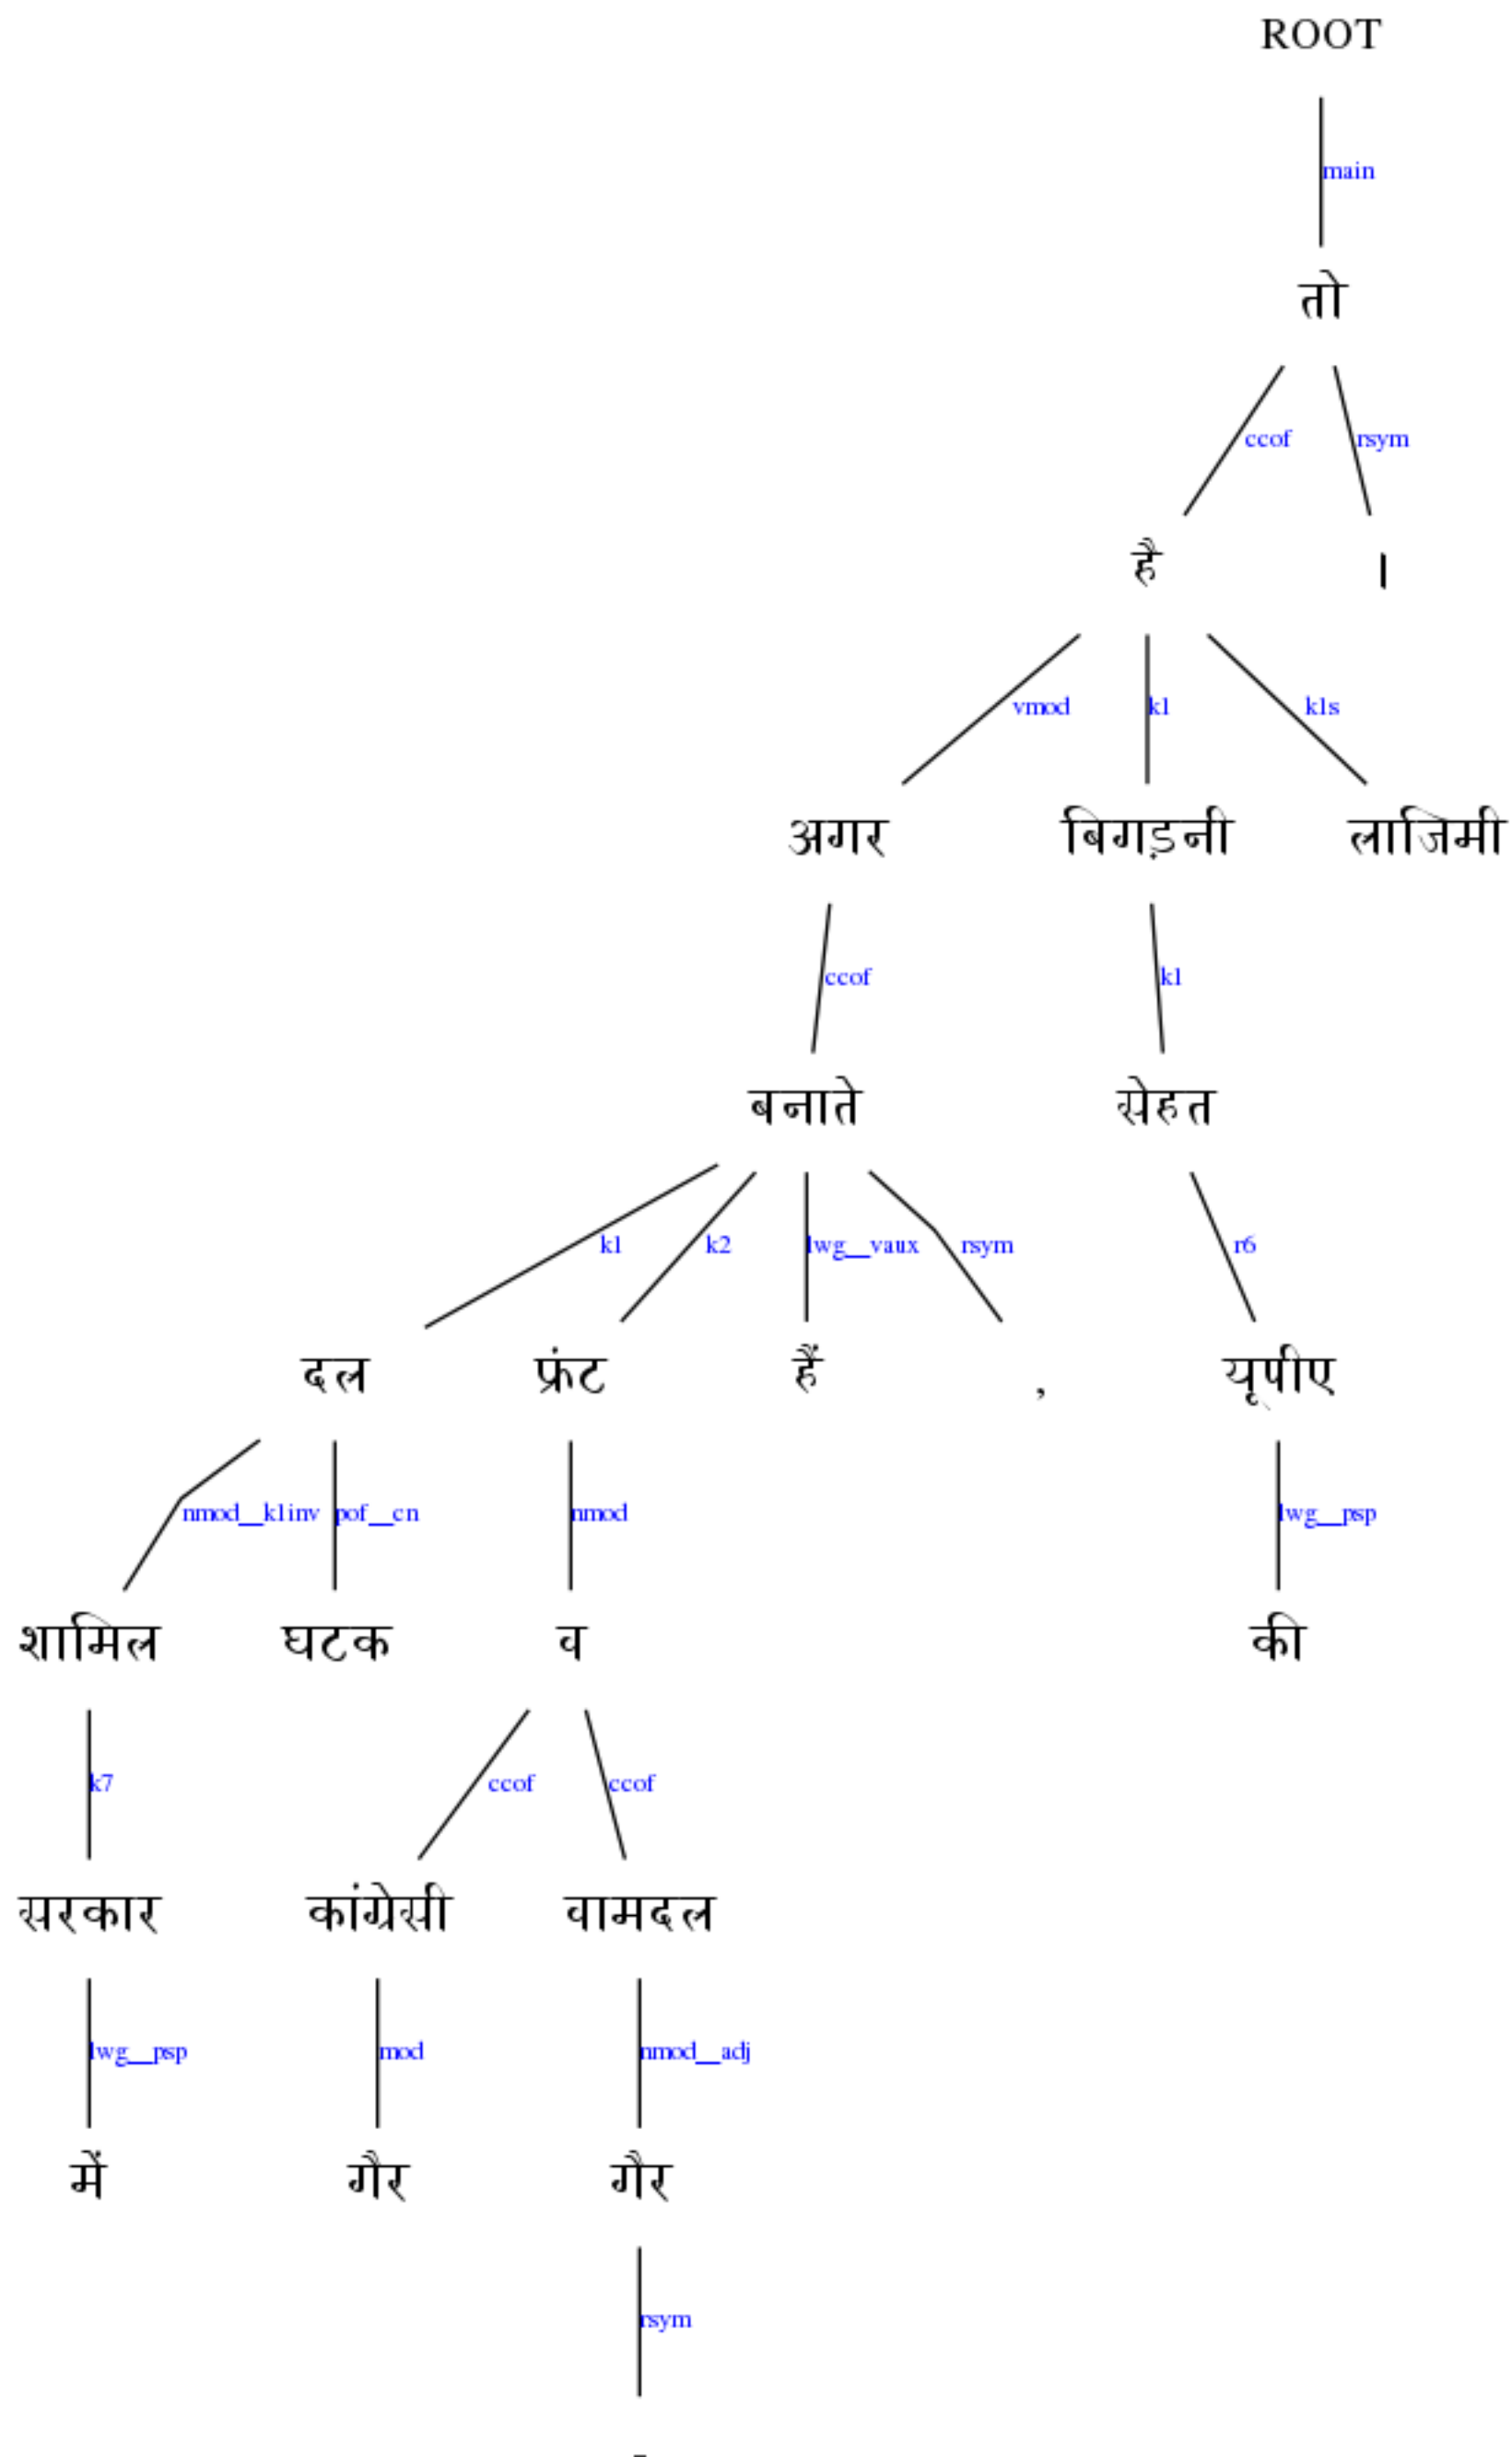 ROOT
main
तो
ccof rsym
है ।
vmod k1 k1s
अगर बिगड़नी लाजिमी
ccof k1
बनाते सेहत
k1 k2 lwg__vaux rsym r6
दल फ्रंट हैं , यूपीए
nmod__k1inv pof__cn nmod lwg__psp
शामिल घटक व की
k7 ccof ccof
सरकार कांग्रेसी वामदल
lwg__psp mod nmod__adj
में गैर गैर
rsym
-